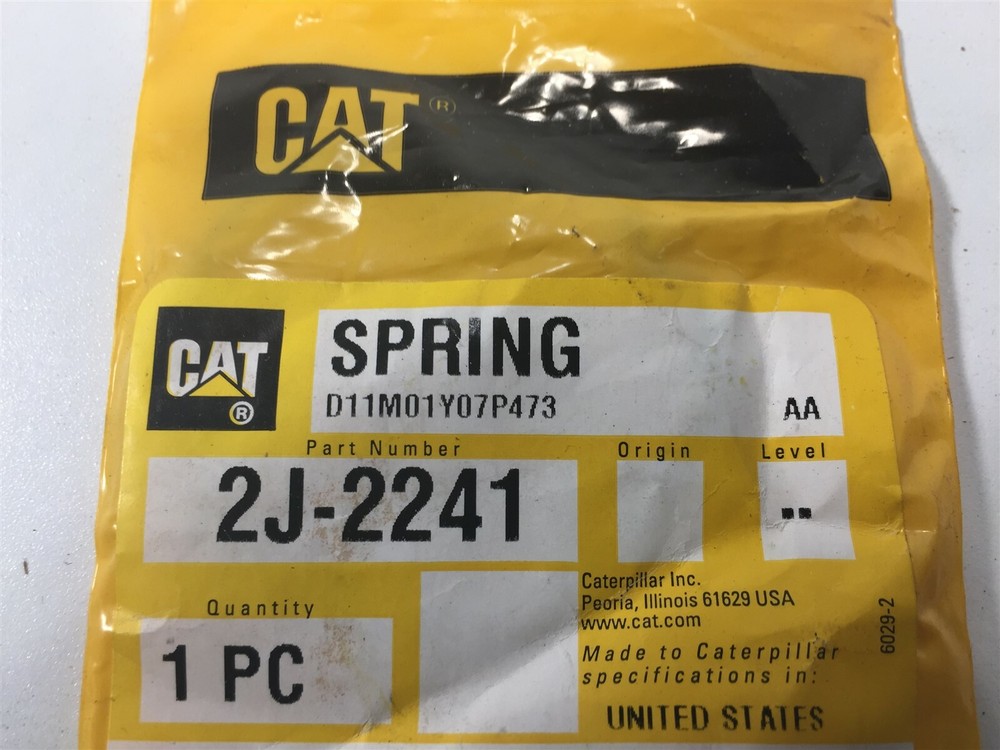 CAT ®
CAT ®
SPRING
D11M01Y07P473 AA
Part Number Origin Level
2J-2241 --
Quantity
1 PC
Caterpillar Inc.
Peoria, Illinois 61629 USA
www.cat.com
6029-2
Made to Caterpillar
specifications in:
UNITED STATES